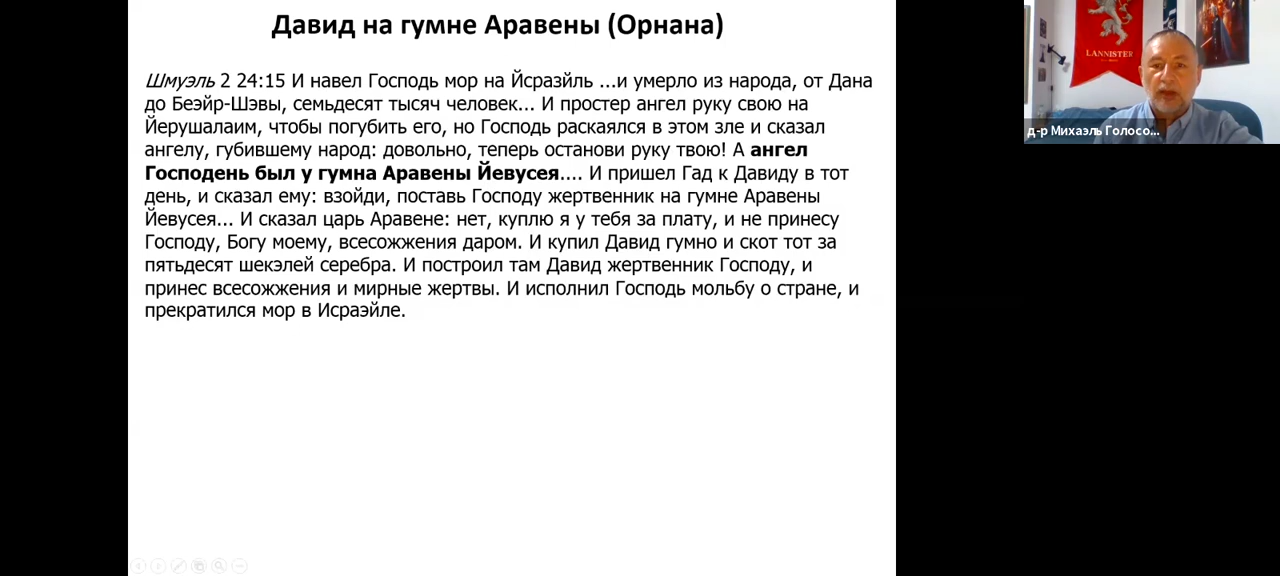 Давид на гумне Аравены (Орнана)
Шмуэль 2 24:15 И навел Господь мор на Йсразйль ...и умерло из народа, от Дана
до Беэйр-Шэвы, семьдесят тысяч человек... И простер ангел руку свою на
Йерушалаим, чтобы погубить его, но Господь раскаялся в этом зле и сказал
ангелу, губившему народ: довольно, теперь останови руку твою! А ангел
Господень был у гумна Аравены Йевусея.... И пришел Гад к Давиду в тот
день, и сказал ему: взойди, поставь Господу жертвенник на гумне Аравены
Йевусея... И сказал царь Аравене: нет, куплю я у тебя за плату, и не принесу
Господу, Богу моему, всесожжения даром. И купил Давид гумно и скот тот за
пятьдесят шекэлей серебра. И построил там Давид жертвенник Господу, и
принес всесожжения и мирные жертвы. И исполнил Господь мольбу о стране, и
прекратился мор в Исраэйле.
LANNISTER
д-р Михаэль Голосо...